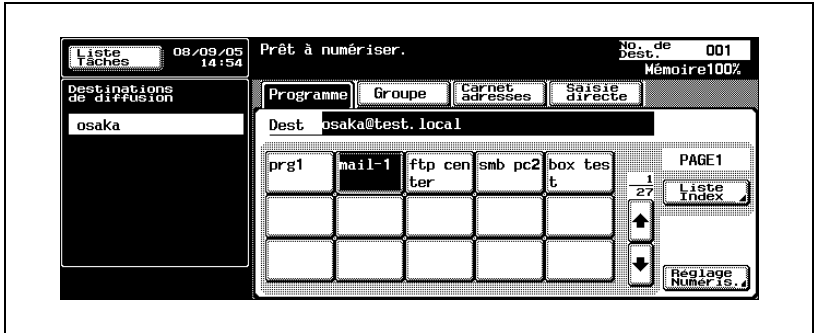 Liste
Tâches
08/09/05
14:54
Prêt à numériser.
No. de
Dest.
001
Mémoire100%
Destinations
de diffusion
osaka
Programme
Groupe
Carnet
adresses
Saisie
directe
Dest osaka@test.local
prg1
mail-1
ftp cen
ter
smb pc2
box tes
t
1
27
PAGE1
Liste
Index
Réglage
Numéris.